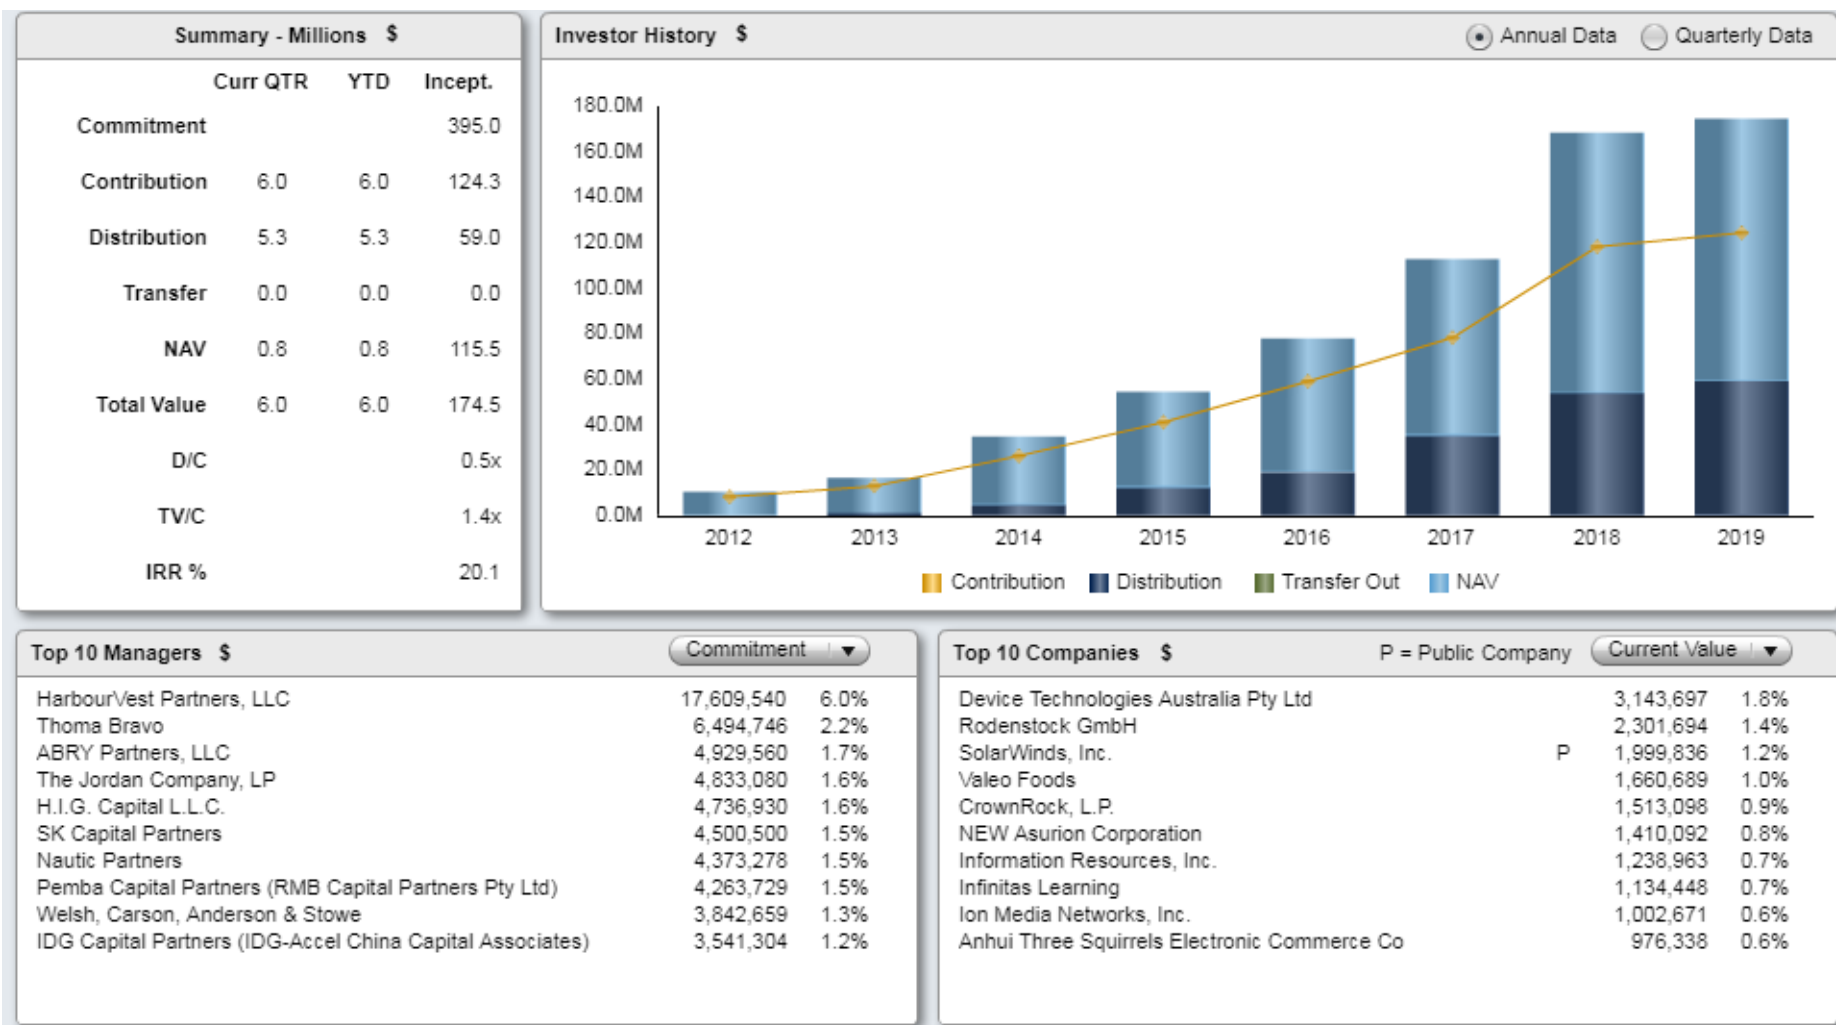 Summary - Millions $
Curr QTR YTD Incept.
Commitment 395.0
Contribution 6.0 6.0 124.3
Distribution 5.3 5.3 59.0
Transfer 0.0 0.0 0.0
NAV 0.8 0.8 115.5
Total Value 6.0 6.0 174.5
D/C 0.5x
TV/C 1.4x
IRR % 20.1
Investor History $ Annual Data Quarterly Data
180.0M
160.0M
140.0M
120.0M
100.0M
80.0M
60.0M
40.0M
20.0M
0.0M
2012 2013 2014 2015 2016 2017 2018 2019
Contribution Distribution Transfer Out NAV
Top 10 Managers $ Commitment
HarbourVest Partners, LLC 17,609,540 6.0%
Thoma Bravo 6,494,746 2.2%
ABRY Partners, LLC 4,929,560 1.7%
The Jordan Company, LP 4,833,080 1.6%
H.I.G. Capital L.L.C. 4,736,930 1.6%
SK Capital Partners 4,500,500 1.5%
Nautic Partners 4,373,278 1.5%
Pemba Capital Partners (RMB Capital Partners Pty Ltd) 4,263,729 1.5%
Welsh, Carson, Anderson & Stowe 3,842,659 1.3%
IDG Capital Partners (IDG-Accel China Capital Associates) 3,541,304 1.2%
Top 10 Companies $ P = Public Company Current Value
Device Technologies Australia Pty Ltd 3,143,697 1.8%
Rodenstock GmbH 2,301,694 1.4%
SolarWinds, Inc. P 1,999,836 1.2%
Valeo Foods 1,660,689 1.0%
CrownRock, L.P. 1,513,098 0.9%
NEW Asurion Corporation 1,410,092 0.8%
Information Resources, Inc. 1,238,963 0.7%
Infinitas Learning 1,134,448 0.7%
Ion Media Networks, Inc. 1,002,671 0.6%
Anhui Three Squirrels Electronic Commerce Co 976,338 0.6%